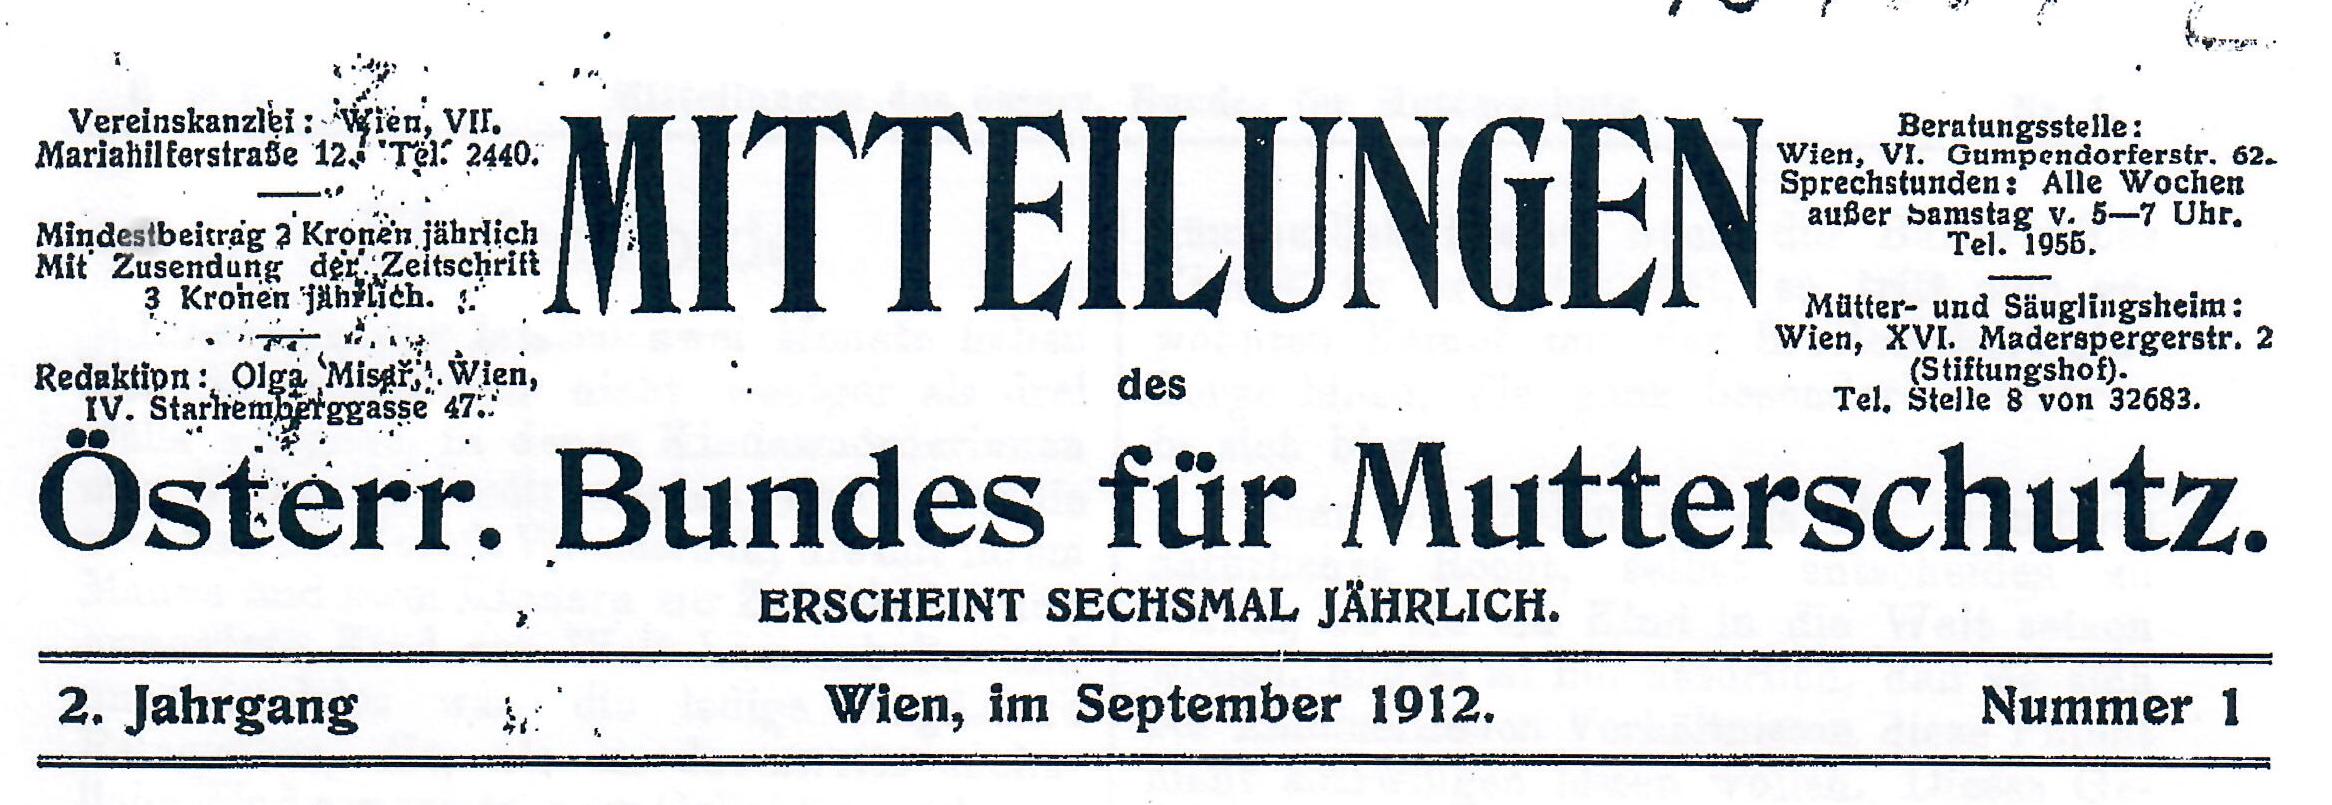 Vereinskanzlei: Wien, VII.
Mariahilferstraße 12. Tel. 2440.
Mindestbeitrag 2 Kronen jährlich
Mit Zusendung der Zeitschrift
3 Kronen jährlich.
Redaktion: Olga Misař, Wien,
IV. Starhemberggasse 47.
MITTEILUNGEN
des
Beratungsstelle:
Wien, VI. Gumpendorferstr. 62.
Sprechstunden: Alle Wochen
außer Samstag v. 5—7 Uhr.
Tel. 1955.
Mütter- und Säuglingsheim:
Wien, XVI. Maderspergerstr. 2
(Stiftungshof).
Tel. Stelle 8 von 32683.
Österr. Bundes für Mutterschutz.
ERSCHEINT SECHSMAL JÄHRLICH.
2. Jahrgang Wien, im September 1912. Nummer 1